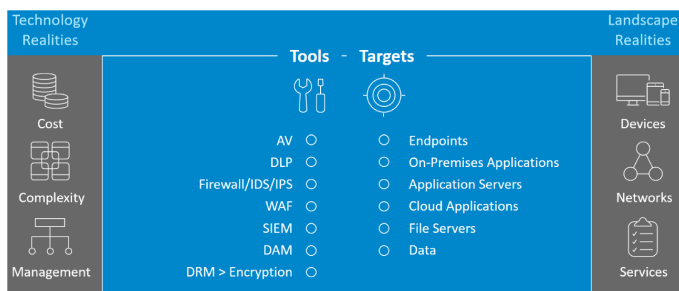 Technology
Realities
Landscape
Realities
Tools - Targets
Cost
Complexity
Management
AV
DLP
Firewall/IDS/IPS
WAF
SIEM
DAM
DRM > Encryption
Endpoints
On-Premises Applications
Application Servers
Cloud Applications
File Servers
Data
Devices
Networks
Services